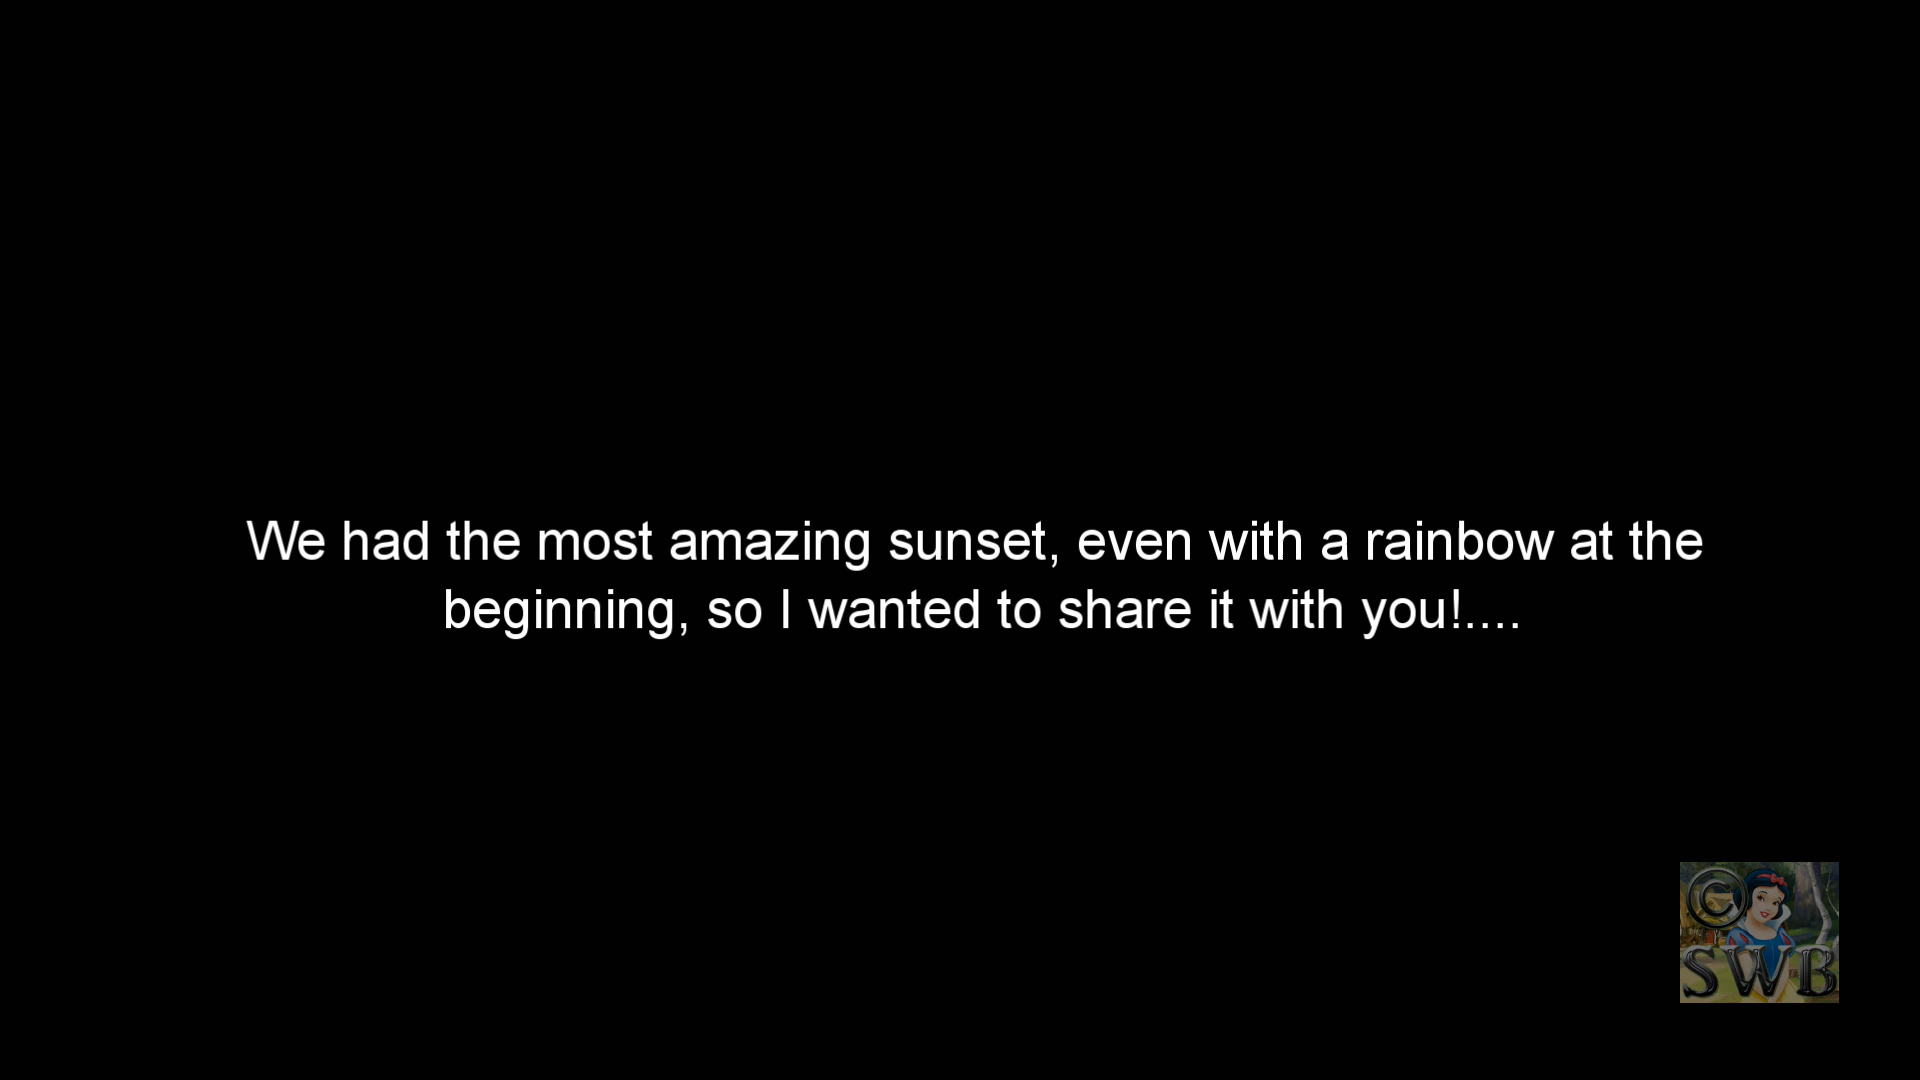 We had the most amazing sunset, even with a rainbow at the
beginning, so I wanted to share it with you!....
©
SWB